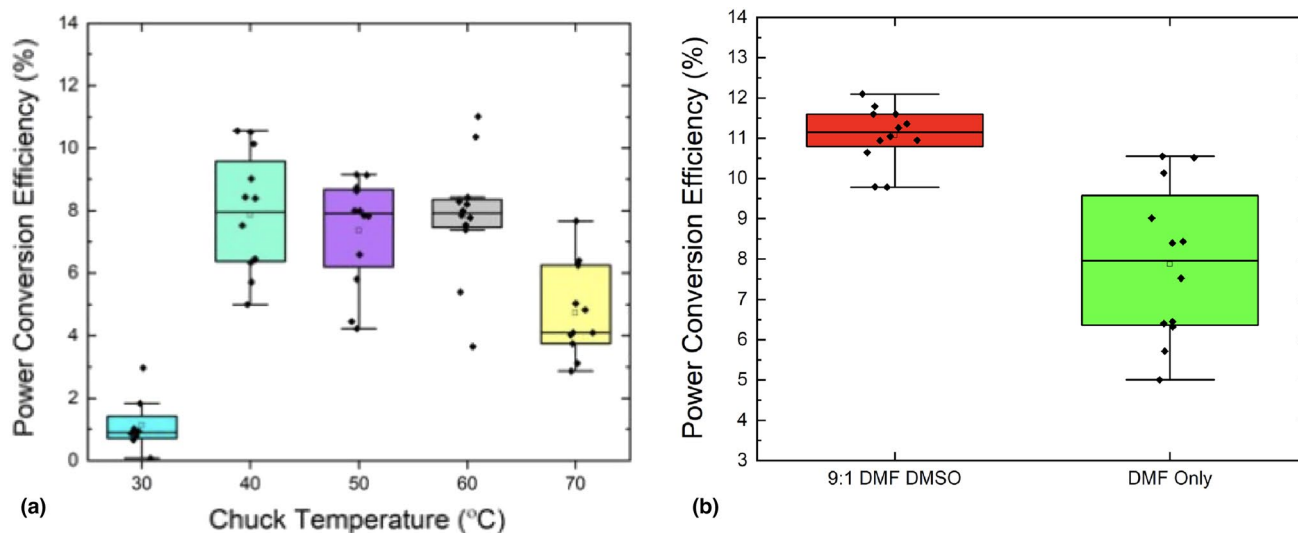 Power Conversion Efficiency (%)
14
12
10
8
6
4
2
0
30 40 50 60 70
Chuck Temperature (ºC)
(a)
Power Conversion Efficiency (%)
14
13
12
11
10
9
8
7
6
5
4
3
9:1 DMF DMSO DMF Only
(b)